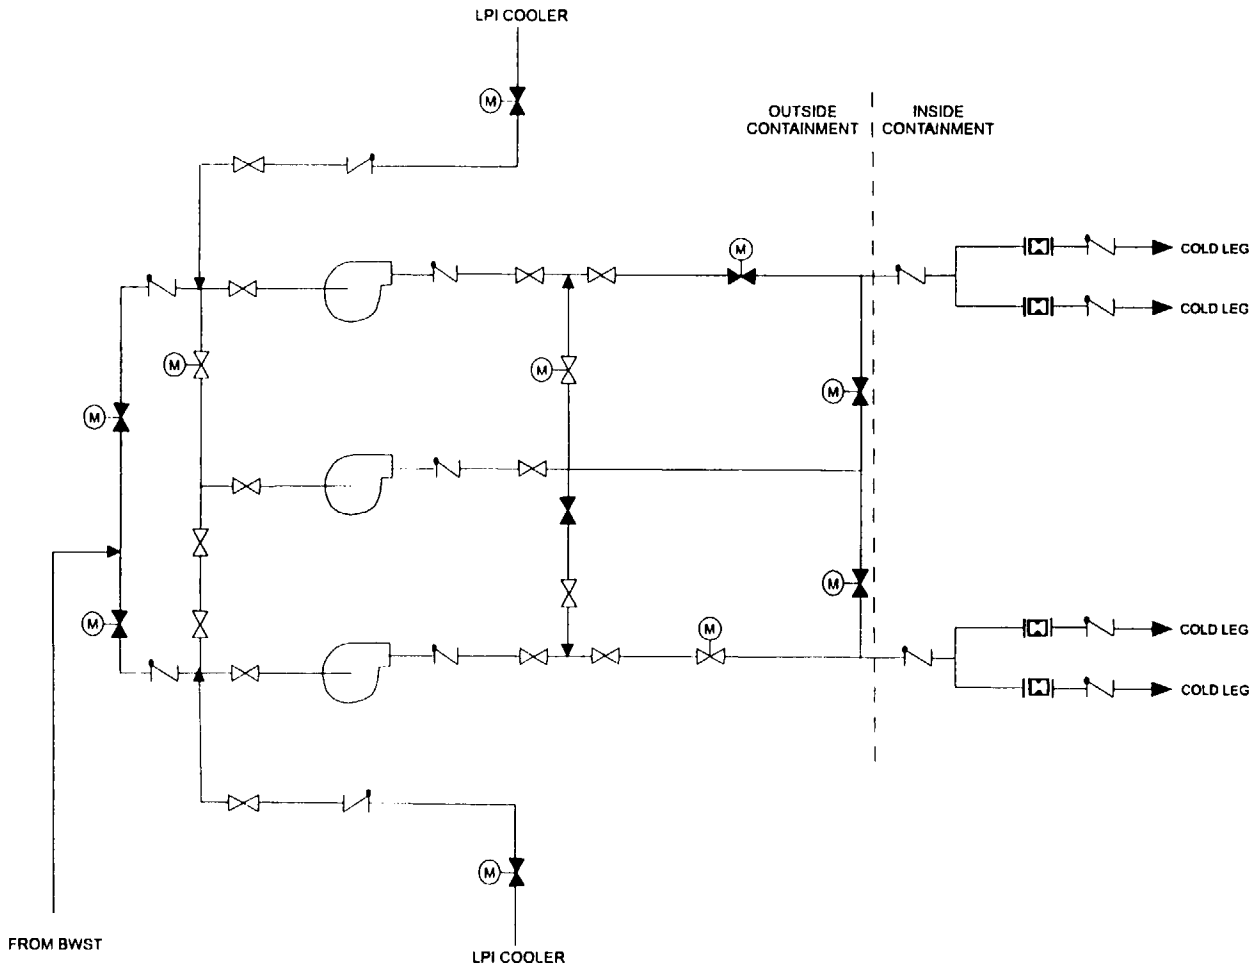 LPI COOLER
M
OUTSIDE
CONTAINMENT
INSIDE
CONTAINMENT
M
COLD LEG
COLD LEG
M
M
M
M
M
M
M
COLD LEG
COLD LEG
M
FROM BWST
LPI COOLER